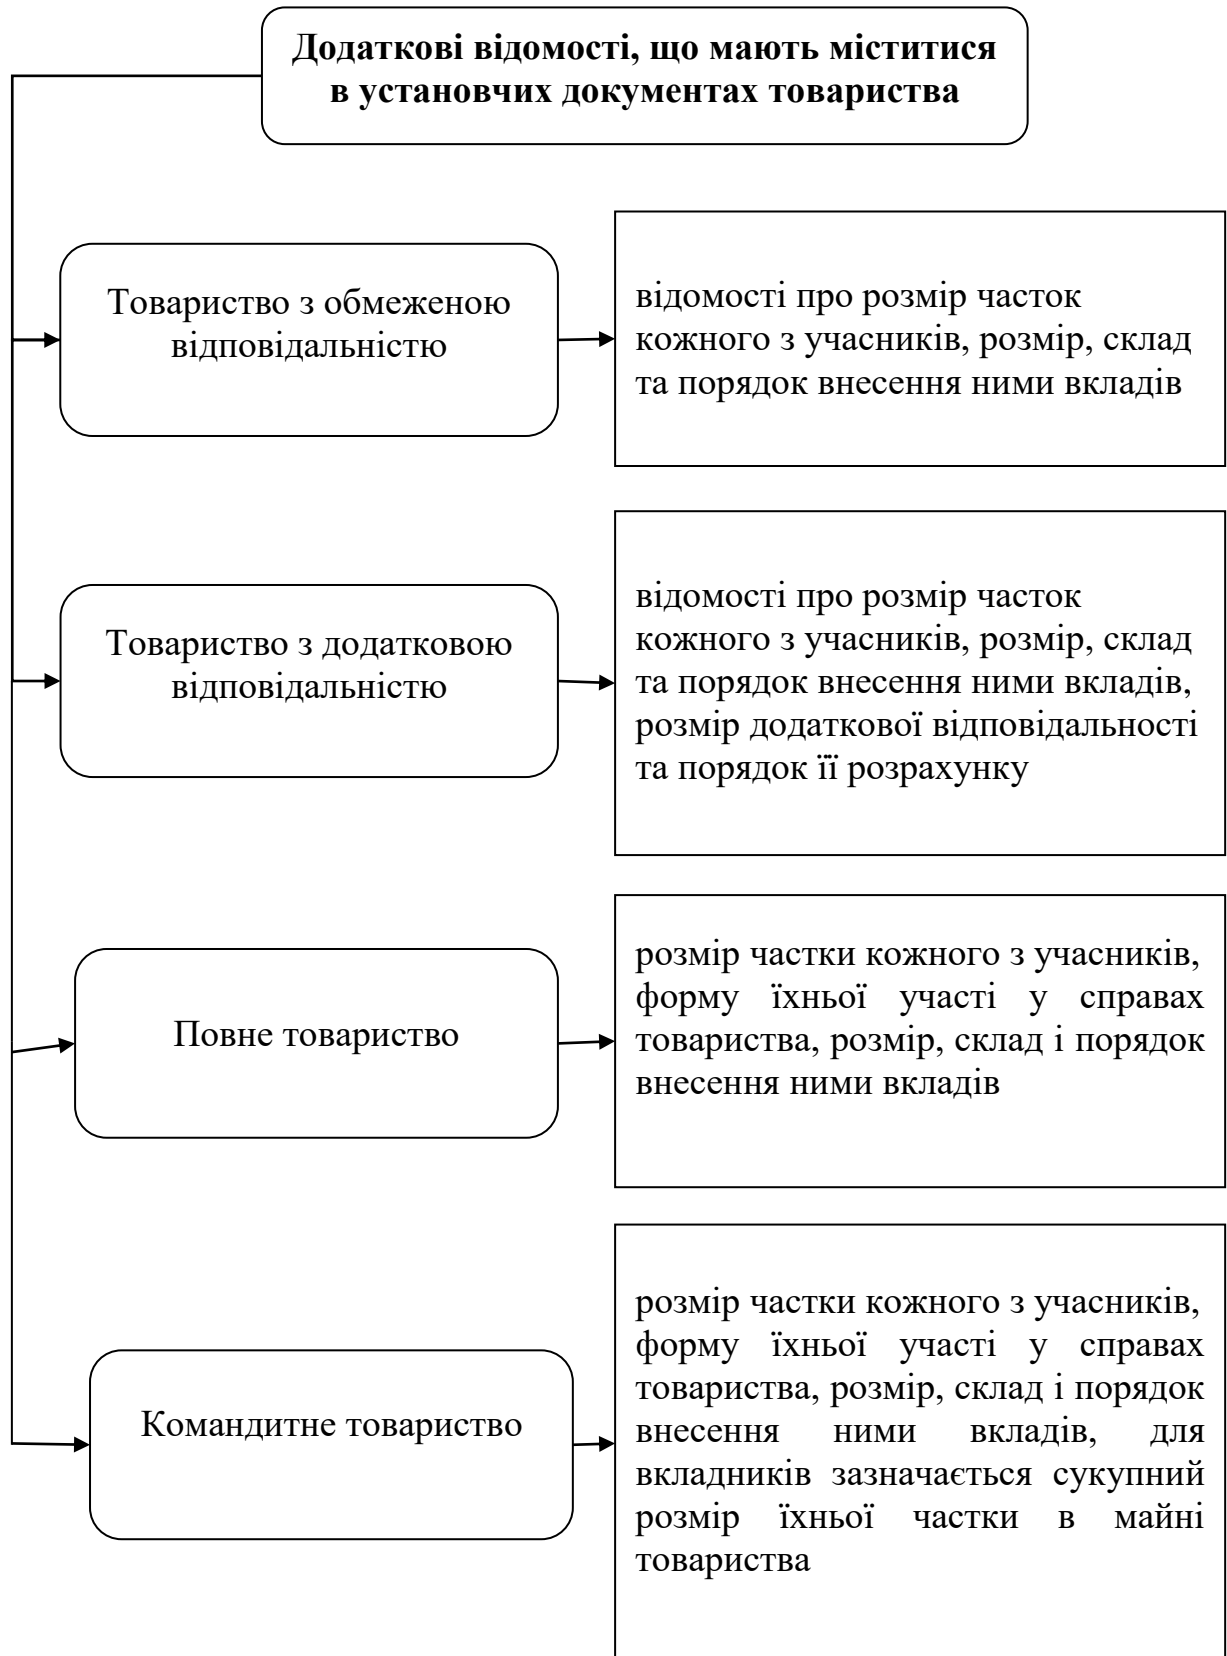 Додаткові відомості, що мають міститися
в установчих документах товариства
Товариство з обмеженою
відповідальністю
відомості про розмір часток
кожного з учасників, розмір, склад
та порядок внесення ними вкладів
Товариство з додатковою
відповідальністю
відомості про розмір часток
кожного з учасників, розмір, склад
та порядок внесення ними вкладів,
розмір додаткової відповідальності
та порядок її розрахунку
Повне товариство
розмір частки кожного з учасників,
форму їхньої участі у справах
товариства, розмір, склад і порядок
внесення ними вкладів
Командитне товариство
розмір частки кожного з учасників,
форму їхньої участі у справах
товариства, розмір, склад і порядок
внесення ними вкладів, для
вкладників зазначається сукупний
розмір їхньої частки в майні
товариства